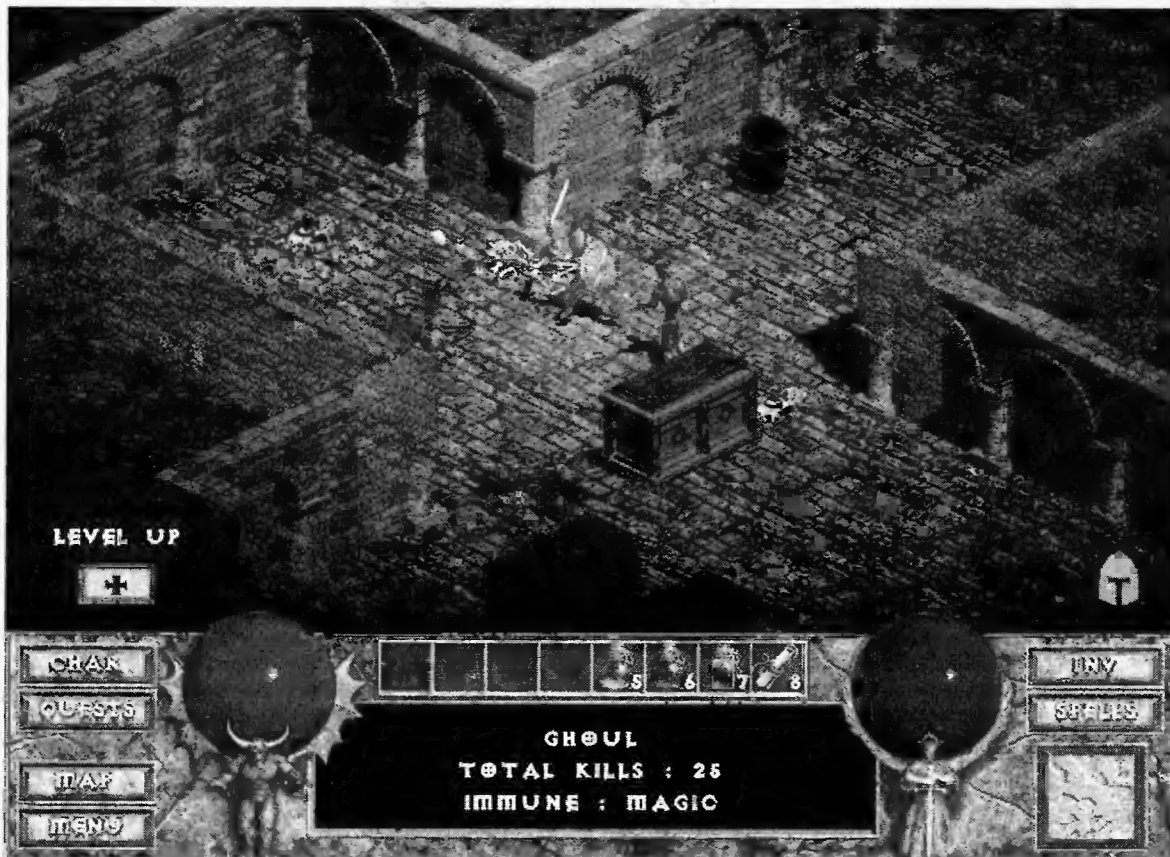 LEVEL UP
CHAR
QUESTS
MAP
MENU
5 6 7 8
GHOUL
TOTAL KILLS : 25
IMMUNE : MAGIC
INV
SPELLS